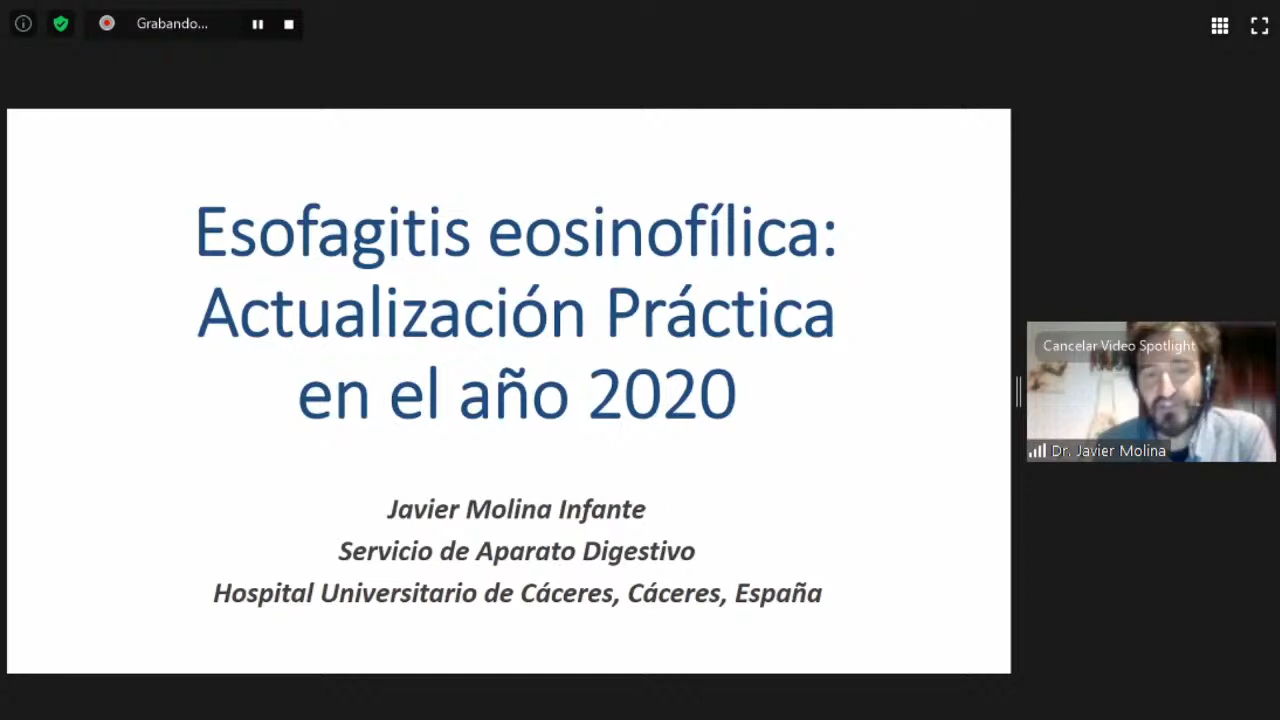 Grabando...
Esofagitis eosinofílica:
Actualización Práctica
en el año 2020
Javier Molina Infante
Servicio de Aparato Digestivo
Hospital Universitario de Cáceres, Cáceres, España
Cancelar Video Spotlight
Dr. Javier Molina